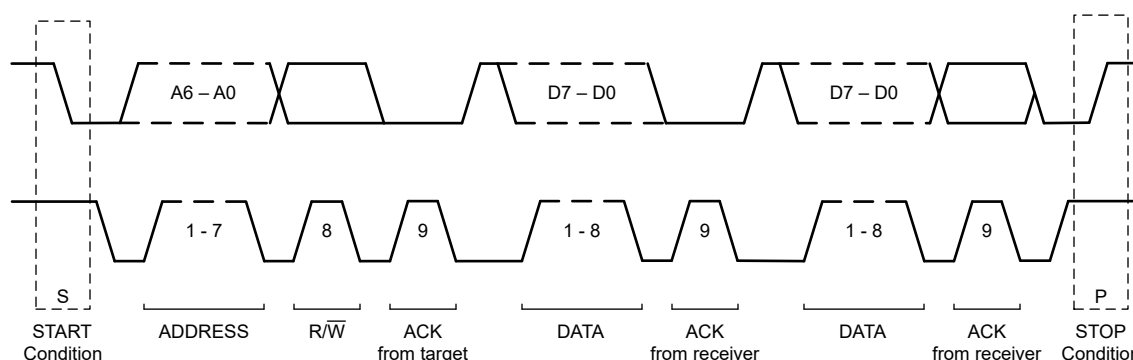 A6 – A0
D7 – D0
D7 – D0
1 - 7
8
9
1 - 8
9
1 - 8
9
S
P
START
Condition
ADDRESS
R/W̅
ACK
from target
DATA
ACK
from receiver
DATA
ACK
from receiver
STOP
Condition